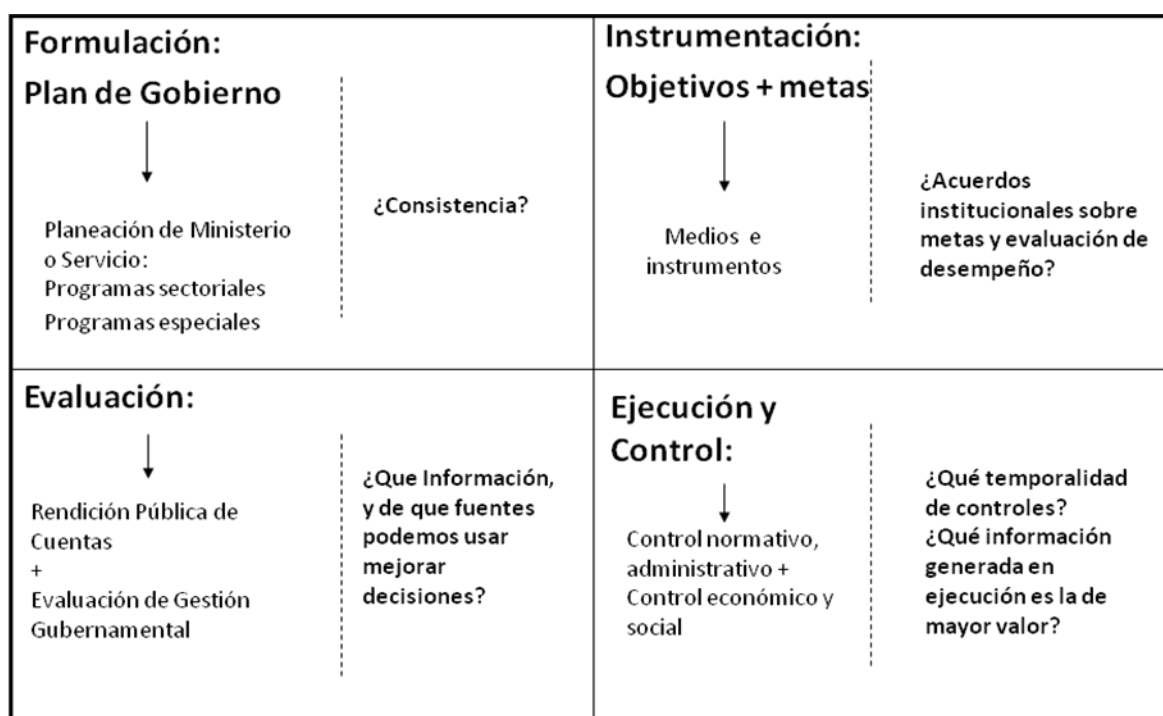 Formulación:
Plan de Gobierno
Planeación de Ministerio
o Servicio:
Programas sectoriales
Programas especiales
¿Consistencia?
Instrumentación:
Objetivos + metas
Medios e
instrumentos
¿Acuerdos
institucionales sobre
metas y evaluación de
desempeño?
Evaluación:
Rendición Pública de
Cuentas
+
Evaluación de Gestión
Gubernamental
¿Que Información,
y de que fuentes
podemos usar
mejorar
decisiones?
Ejecución y
Control:
Control normativo,
administrativo +
Control económico y
social
¿Qué temporalidad
de controles?
¿Qué información
generada en
ejecución es la de
mayor valor?